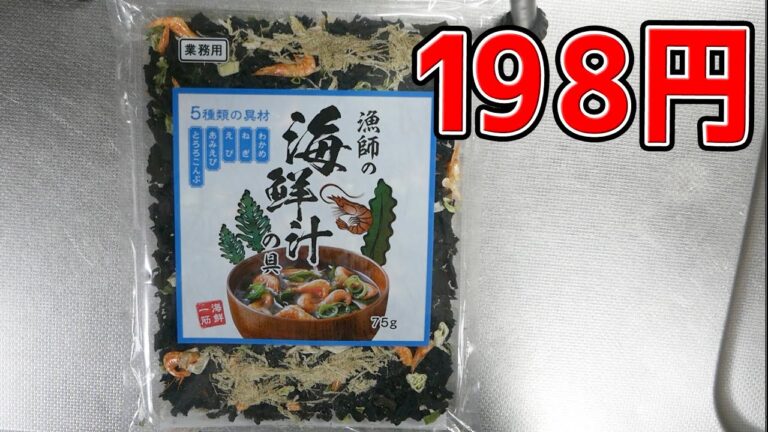 198円
業務用
5種類の具材
わかめ
ねぎ
えび
あみえび
とろろこんぶ
漁師の
海鮮汁
の具
海鮮
一筋
75g